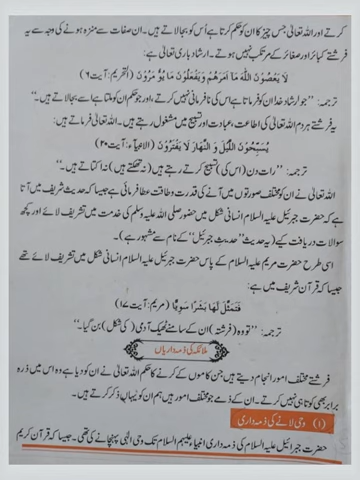 کرتے اور اللہ تعالیٰ جس چیز کا ان کو حکم کرتا ہے اُس کو بجا لاتے ہیں۔ ان صفات سے منزہ ہونے کی وجہ سے یہ
فرشتے کبائر اور صغائر کے مرتکب نہیں ہوتے۔ ارشادِ باری تعالیٰ ہے:
لَا یَعْصُوْنَ اللّٰہَ مَا اَمَرَھُمْ وَیَفْعَلُوْنَ مَا یُؤْمَرُوْنَ (التحریم: آیت ۶)
ترجمہ: ”جو ارشاد خدا ان کو فرماتا ہے اس کی نافرمانی نہیں کرتے، اور جو حکم ان کو ملتا ہے اسے بجا لاتے ہیں۔“
یہ فرشتے ہر دم اللہ تعالیٰ کی اطاعت، عبادت اور تسبیح میں مشغول رہتے ہیں۔ اللہ تعالیٰ فرماتے ہیں:
یُسَبِّحُوْنَ اللَّیْلَ وَ النَّھَارَ لَا یَفْتُرُوْنَ (الانبیاء: آیت ۲۰)
ترجمہ: ”رات دن (اس کی) تسبیح کرتے رہتے ہیں (نہ تھکتے ہیں) نہ اکتاتے ہیں۔“
اللہ تعالیٰ نے ان کو مختلف صورتوں میں آنے کی قدرت و طاقت عطا فرمائی ہے جیسا کہ حدیث شریف میں آتا
ہے کہ حضرت جبرئیل علیہ السلام انسانی شکل میں حضور صلی اللہ علیہ وسلم کی خدمت میں تشریف لائے اور کچھ
سوالات دریافت کیے (یہ حدیث ”حدیثِ جبرئیل“ کے نام سے مشہور ہے)۔
اسی طرح حضرت مریم علیہ السلام کے پاس حضرت جبرئیل علیہ السلام انسانی شکل میں تشریف لائے تھے
جیسا کہ قرآن شریف میں ہے:
فَتَمَثَّلَ لَھَا بَشَرًا سَوِیًّا (مریم: آیت ۱۷)
ترجمہ: ”تو وہ (فرشتہ) ان کے سامنے ٹھیک آدمی (کی شکل) بن گیا۔“
ملائکہ کی ذمہ داریاں
فرشتے مختلف امور انجام دیتے ہیں جن کاموں کے کرنے کا حکم اللہ تعالیٰ نے ان کو دیا ہے وہ اس میں ذرہ
برابر بھی کوتاہی نہیں کرتے۔ ان کے ذمے جو مختلف امور ہیں ہم ان کو یہاں ذکر کرتے ہیں۔
(۱) وحی لانے کی ذمہ داری
حضرت جبرائیل علیہ السلام کی ذمہ داری انبیا علیہم السلام تک وحی الٰہی پہنچانے کی تھی۔ جیسا کہ قرآن کریم